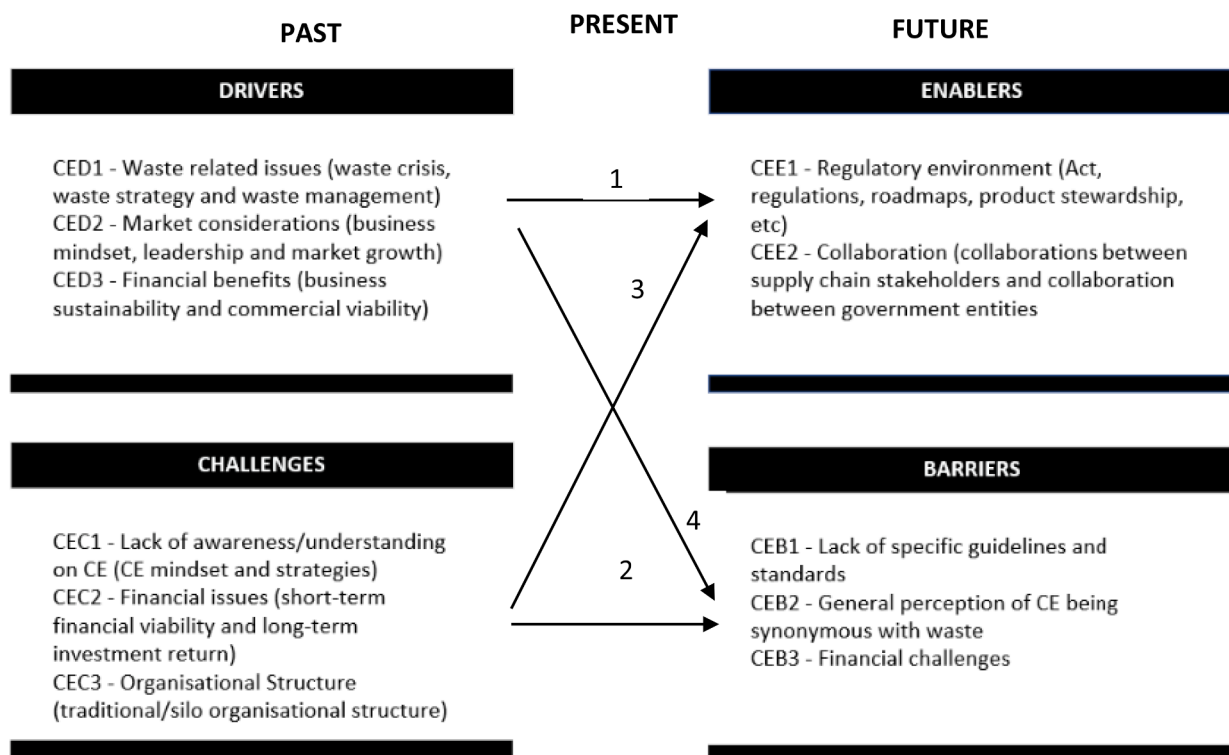 PAST
PRESENT
FUTURE
DRIVERS
CED1 - Waste related issues (waste crisis,
waste strategy and waste management)
CED2 - Market considerations (business
mindset, leadership and market growth)
CED3 - Financial benefits (business
sustainability and commercial viability)
ENABLERS
CEE1 - Regulatory environment (Act,
regulations, roadmaps, product stewardship,
etc)
CEE2 - Collaboration (collaborations between
supply chain stakeholders and collaboration
between government entities
1
3
4
2
CHALLENGES
CEC1 - Lack of awareness/understanding
on CE (CE mindset and strategies)
CEC2 - Financial issues (short-term
financial viability and long-term
investment return)
CEC3 - Organisational Structure
(traditional/silo organisational structure)
BARRIERS
CEB1 - Lack of specific guidelines and
standards
CEB2 - General perception of CE being
synonymous with waste
CEB3 - Financial challenges